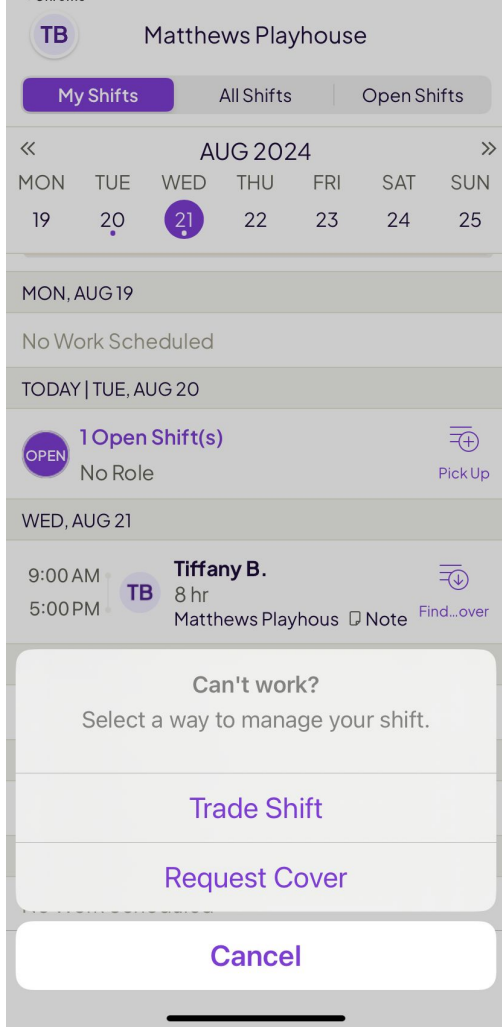 TB
Matthews Playhouse
My Shifts All Shifts Open Shifts
AUG 2024
MON TUE WED THU FRI SAT SUN
19 20 21 22 23 24 25
MON, AUG 19
No Work Scheduled
TODAY | TUE, AUG 20
OPEN
1 Open Shift(s)
No Role
Pick Up
WED, AUG 21
9:00 AM
5:00 PM
TB
Tiffany B.
8 hr
Matthews Playhous Note
Find...over
Can't work?
Select a way to manage your shift.
Trade Shift
Request Cover
Cancel